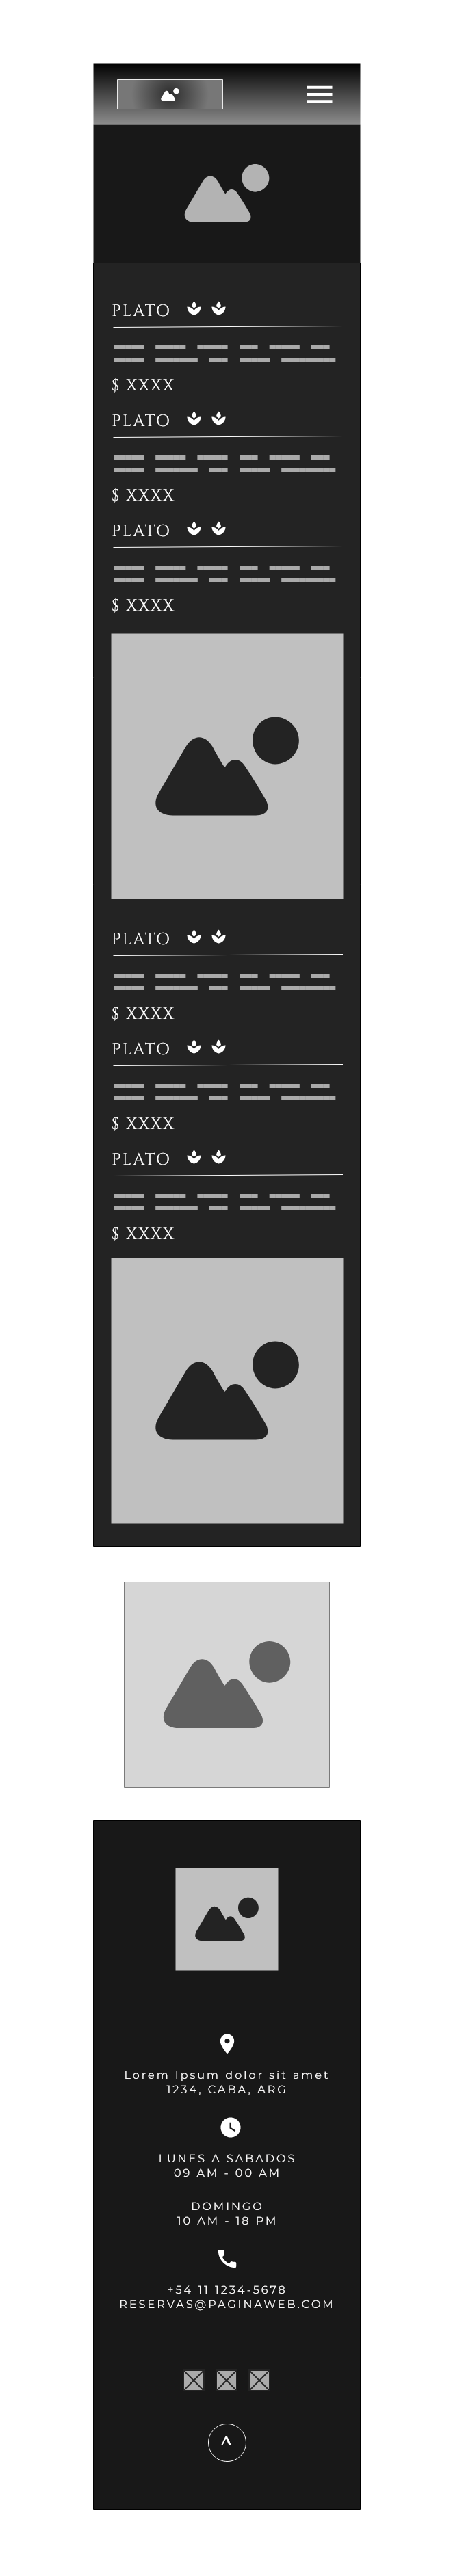 PLATO
$ XXXX
PLATO
$ XXXX
PLATO
$ XXXX
PLATO
$ XXXX
PLATO
$ XXXX
PLATO
$ XXXX
Lorem Ipsum dolor sit amet
1234, CABA, ARG
LUNES A SABADOS
09 AM - 00 AM
DOMINGO
10 AM - 18 PM
+54 11 1234-5678
RESERVAS@PAGINAWEB.COM